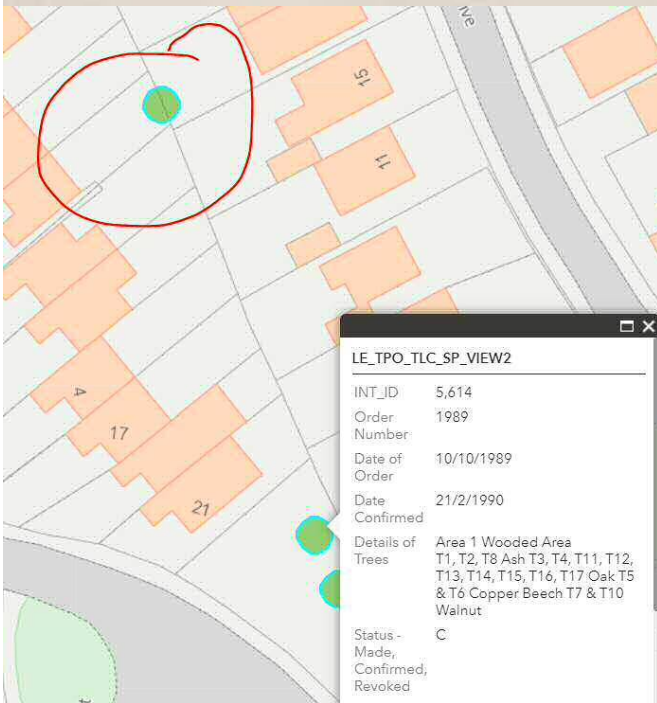 ive
15
11
4
17
21
LE_TPO_TLC_SP_VIEW2
INT_ID 5,614
Order 1989
Number
Date of 10/10/1989
Order
Date 21/2/1990
Confirmed
Details of Area 1 Wooded Area
Trees T1, T2, T8 Ash T3, T4, T11, T12,
T13, T14, T15, T16, T17 Oak T5
& T6 Copper Beech T7 & T10
Walnut
Status - C
Made,
Confirmed,
Revoked